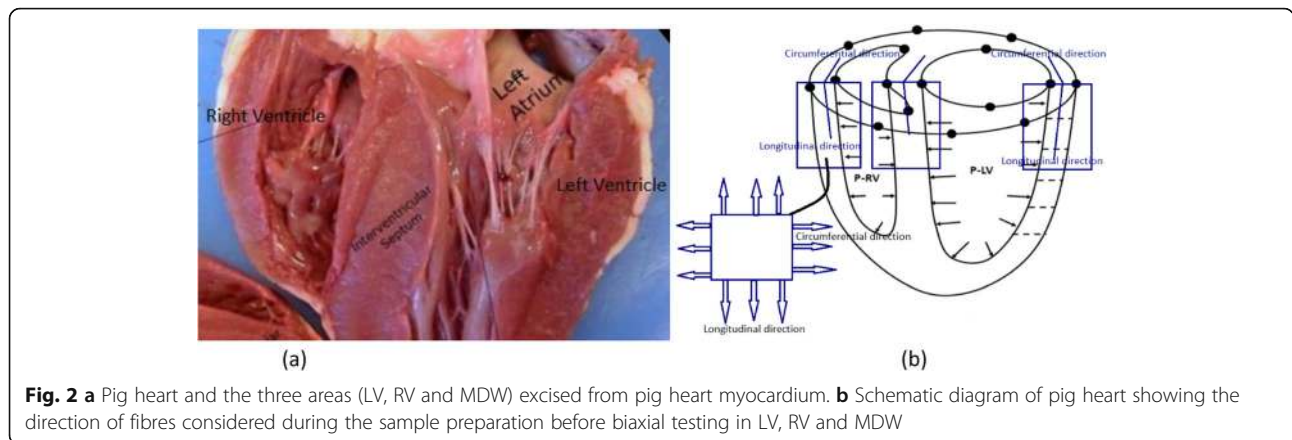 Right Ventricle
Interventricular
Septum
Left
Atrium
Left Ventricle
(a)
Circumferential direction
Circumferential direction
Longitudinal direction
Longitudinal direction
P-RV
P-LV
Circumferential direction
Longitudinal direction
(b)
Fig. 2 a Pig heart and the three areas (LV, RV and MDW) excised from pig heart myocardium. b Schematic diagram of pig heart showing the
direction of fibres considered during the sample preparation before biaxial testing in LV, RV and MDW